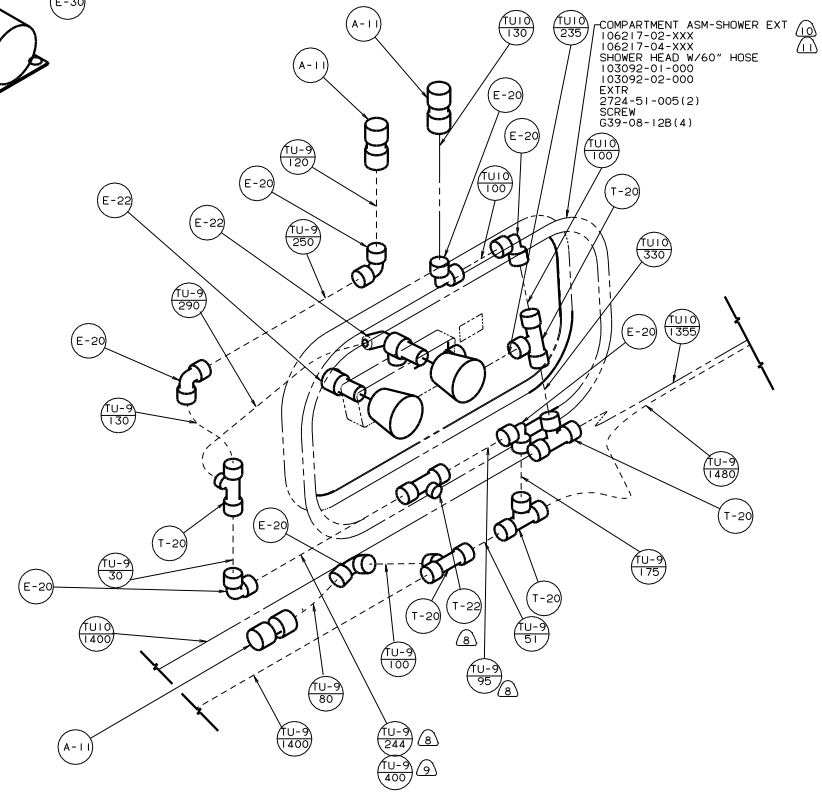 E-30
A-11
TU10
130
TU10
235
COMPARTMENT ASM-SHOWER EXT
10
106217-02-XXX
106217-04-XXX
11
SHOWER HEAD W/60" HOSE
103092-01-000
103092-02-000
EXTR
2724-51-005(2)
SCREW
G39-08-12B(4)
A-11
E-20
E-20
TU-9
120
TU10
100
E-20
TU10
100
T-20
E-22
E-22
TU-9
250
TU10
330
TU-9
290
E-20
E-20
TU10
1355
TU-9
130
TU-9
1480
T-20
E-20
T-20
TU-9
30
TU-9
175
E-20
T-20
T-22
T-20
8
TU-9
51
TU10
1400
TU-9
100
TU-9
95
8
TU-9
80
A-11
TU-9
1400
TU-9
244
8
TU-9
400
9